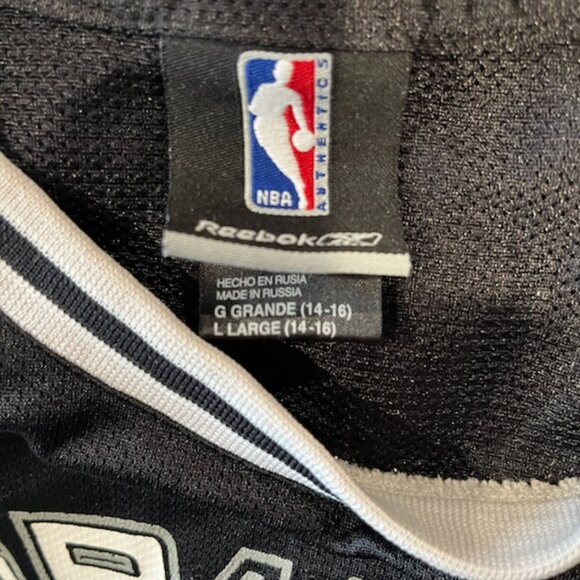 NBA
AUTHENTICS
Reebok
HECHO EN RUSIA
MADE IN RUSSIA
G GRANDE (14-16)
L LARGE (14-16)